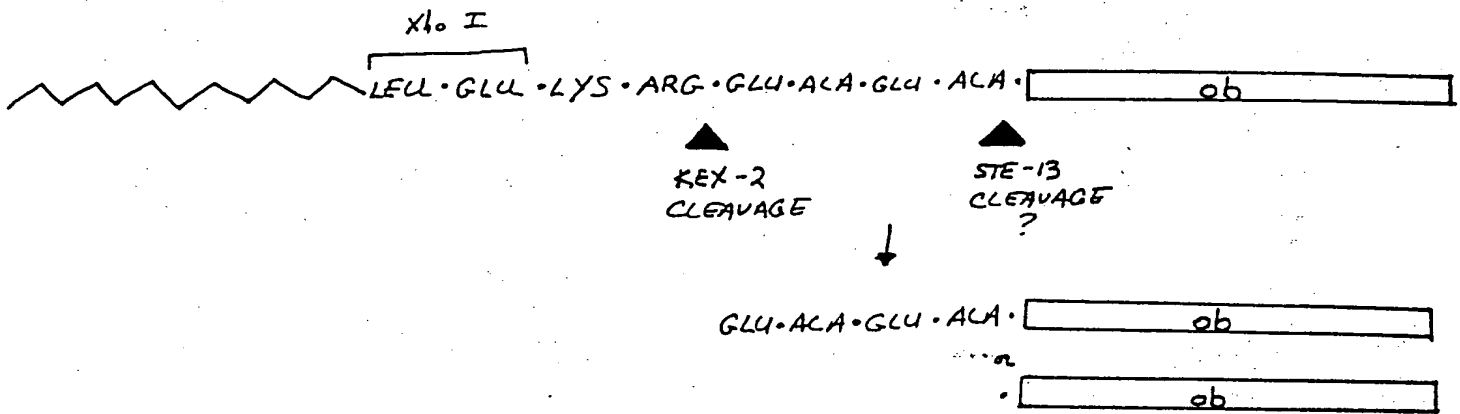 Xho I
LEU · GLU · LYS · ARG · GLU · ALA · GLU · ALA · ob
KEX-2
CLEAVAGE
STE-13
CLEAVAGE
?
GLU · ALA · GLU · ALA · ob
...or
· ob